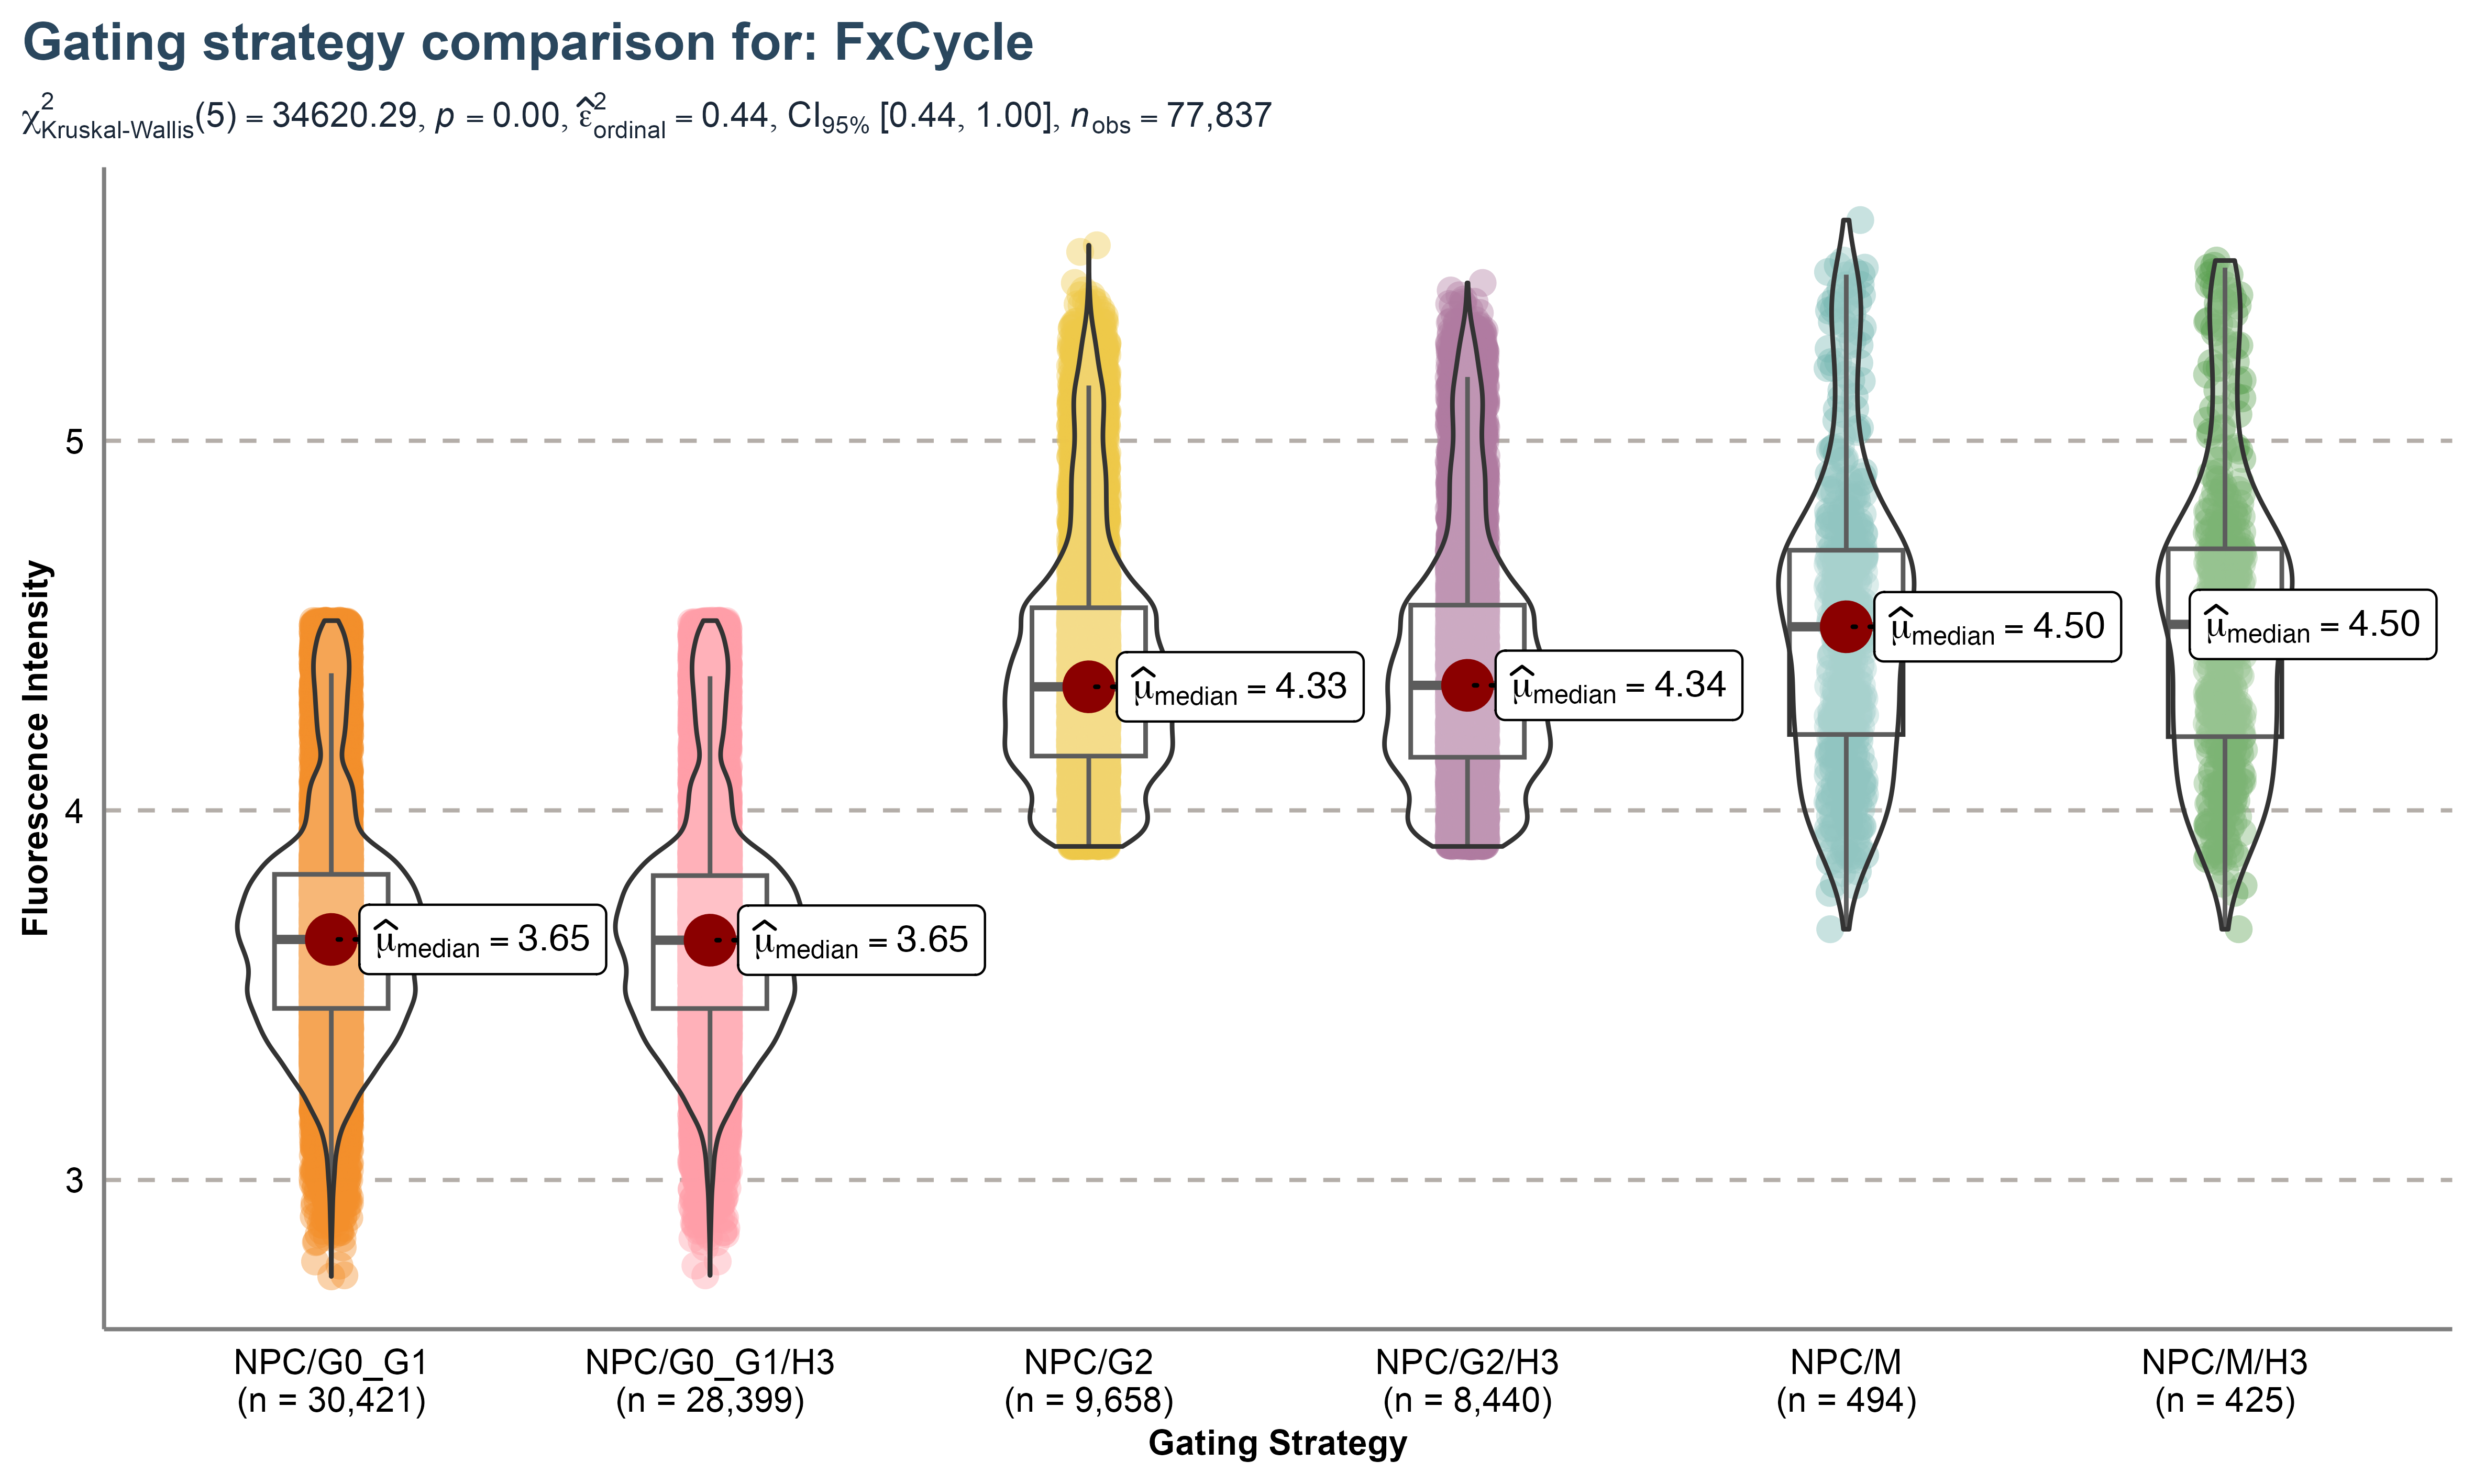 Gating strategy comparison for: FxCycle
χ²Kruskal-Wallis(5) = 34620.29, p = 0.00, ε̂²ordinal = 0.44, CI95% [0.44, 1.00], nobs = 77,837
Fluorescence Intensity
5
4
3
μ̂median = 3.65
μ̂median = 3.65
μ̂median = 4.33
μ̂median = 4.34
μ̂median = 4.50
μ̂median = 4.50
NPC/G0_G1
(n = 30,421)
NPC/G0_G1/H3
(n = 28,399)
NPC/G2
(n = 9,658)
NPC/G2/H3
(n = 8,440)
NPC/M
(n = 494)
NPC/M/H3
(n = 425)
Gating Strategy